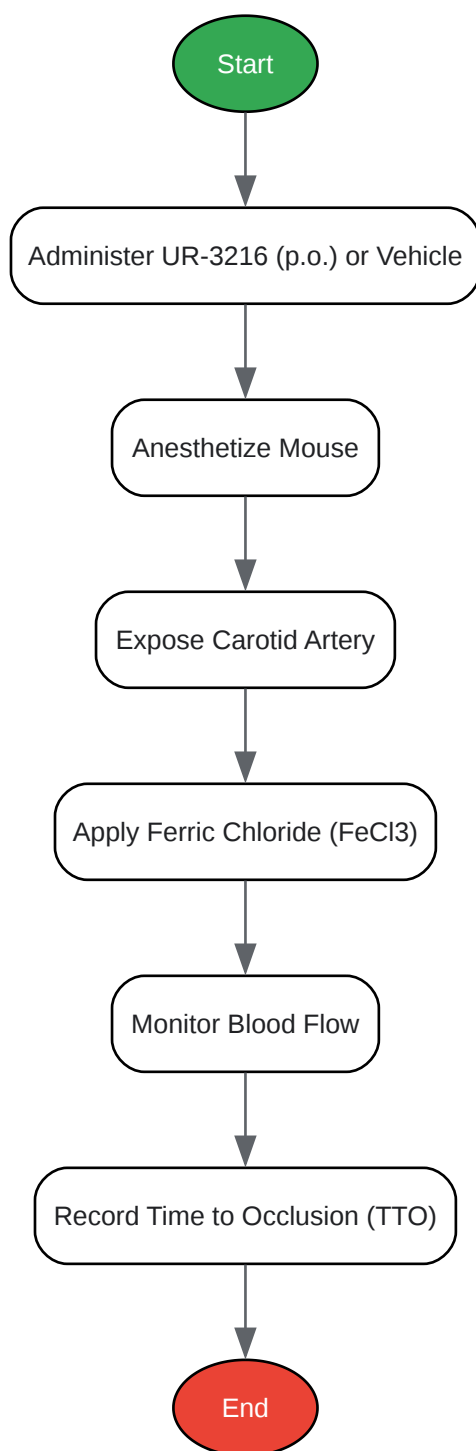 Start
Administer UR-3216 (p.o.) or Vehicle
Anesthetize Mouse
Expose Carotid Artery
Apply Ferric Chloride (FeCl3)
Monitor Blood Flow
Record Time to Occlusion (TTO)
End